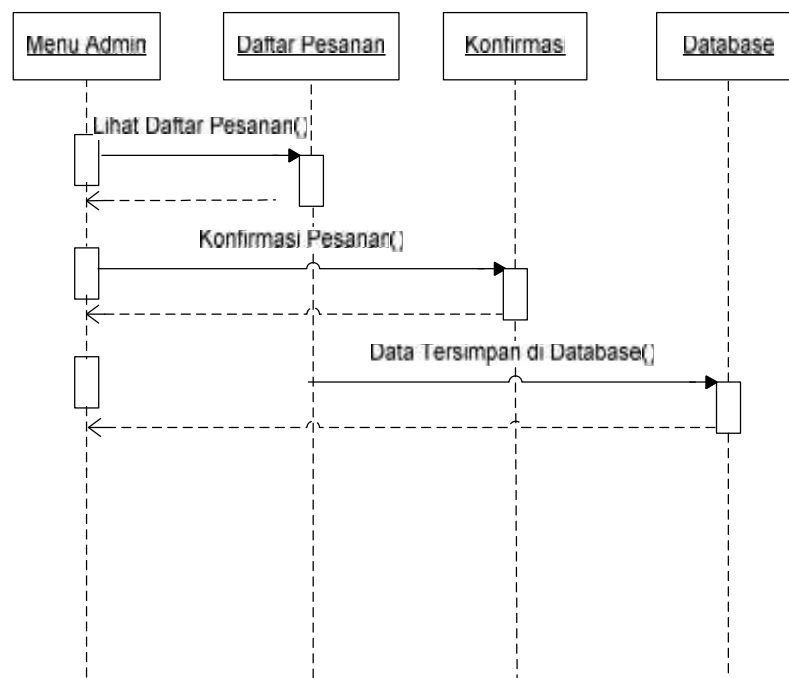 Menu Admin
Daftar Pesanan
Konfirmasi
Database
Lihat Daftar Pesanan()
Konfirmasi Pesanan()
Data Tersimpan di Database()